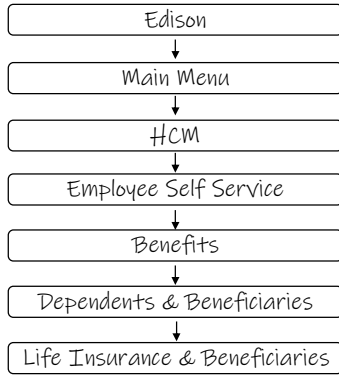 Edison
Main Menu
HCM
Employee Self Service
Benefits
Dependents & Beneficiaries
Life Insurance & Beneficiaries